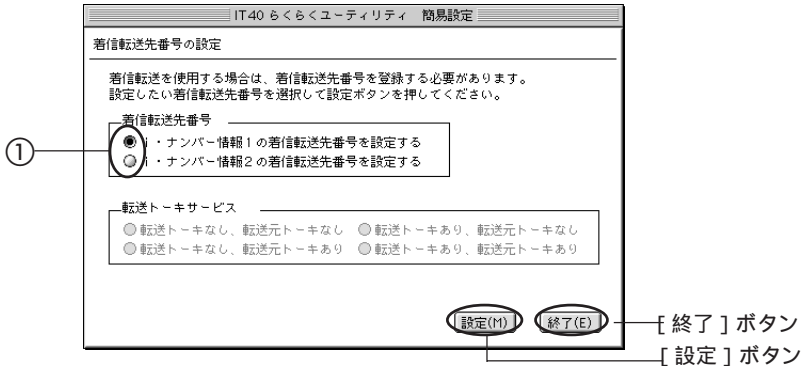 IT40 らくらくユーティリティ 簡易設定
着信転送先番号の設定
着信転送を使用する場合は、着信転送先番号を登録する必要があります。
設定したい着信転送先番号を選択して設定ボタンを押してください。
着信転送先番号
①
i・ナンバー情報1の着信転送先番号を設定する
i・ナンバー情報2の着信転送先番号を設定する
転送トーキサービス
転送トーキなし、転送元トーキなし 転送トーキあり、転送元トーキなし
転送トーキなし、転送元トーキあり 転送トーキあり、転送元トーキあり
設定(M) 終了(E)
[ 終了 ] ボタン
[ 設定 ] ボタン